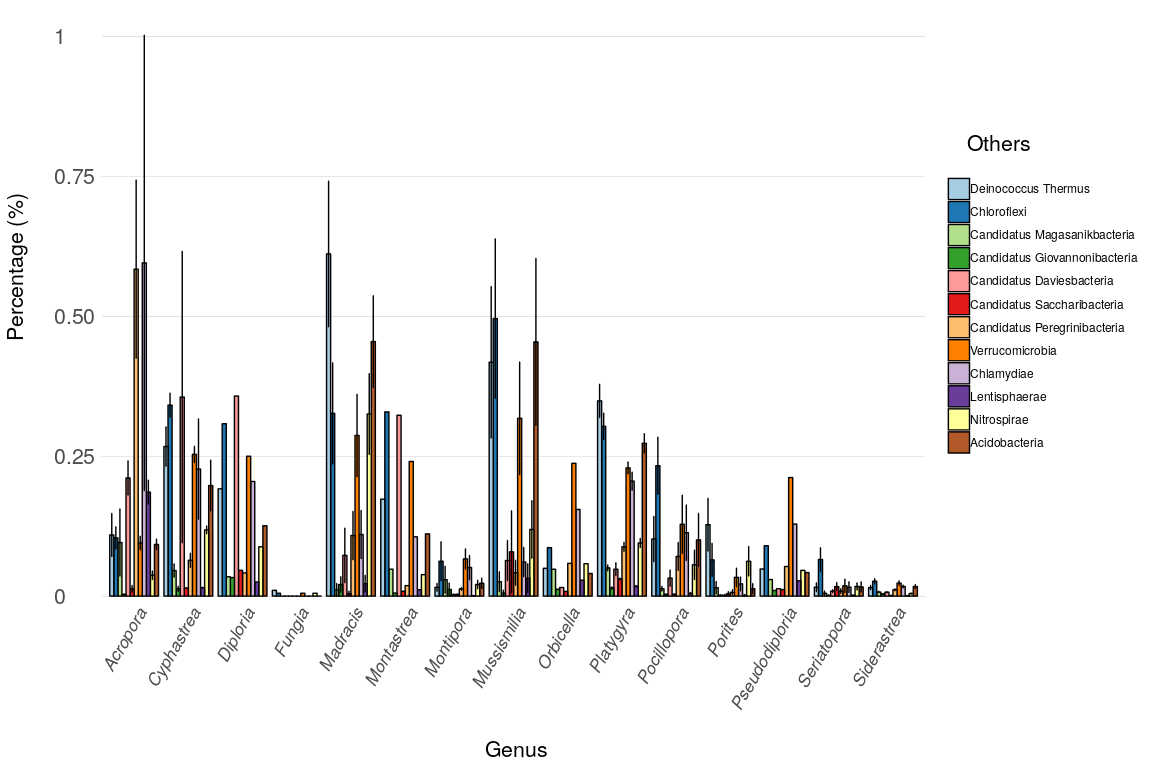 1
0.75
0.50
0.25
0
Percentage (%)
Acropora
Cyphastrea
Diploria
Fungia
Madracis
Montastrea
Montipora
Mussismilia
Orbicella
Platygyra
Pocillopora
Porites
Pseudodiploria
Seriatopora
Siderastrea
Genus
Others
Deinococcus Thermus
Chloroflexi
Candidatus Magasanikbacteria
Candidatus Giovannonibacteria
Candidatus Daviesbacteria
Candidatus Saccharibacteria
Candidatus Peregrinibacteria
Verrucomicrobia
Chlamydiae
Lentisphaerae
Nitrospirae
Acidobacteria